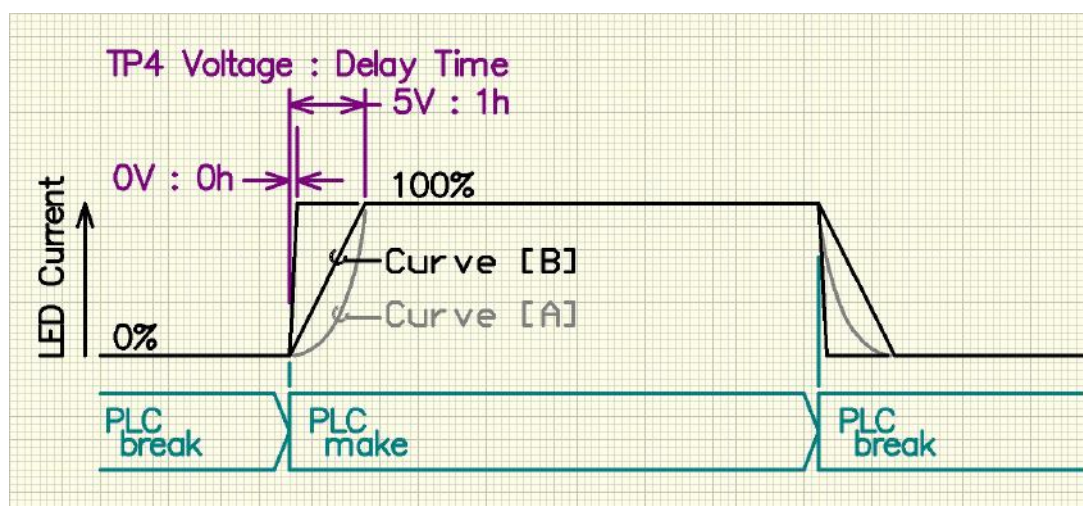 TP4 Voltage : Delay Time
5V : 1h
0V : 0h
100%
LED Current
Curve [B]
Curve [A]
0%
PLC
break
PLC
make
PLC
break